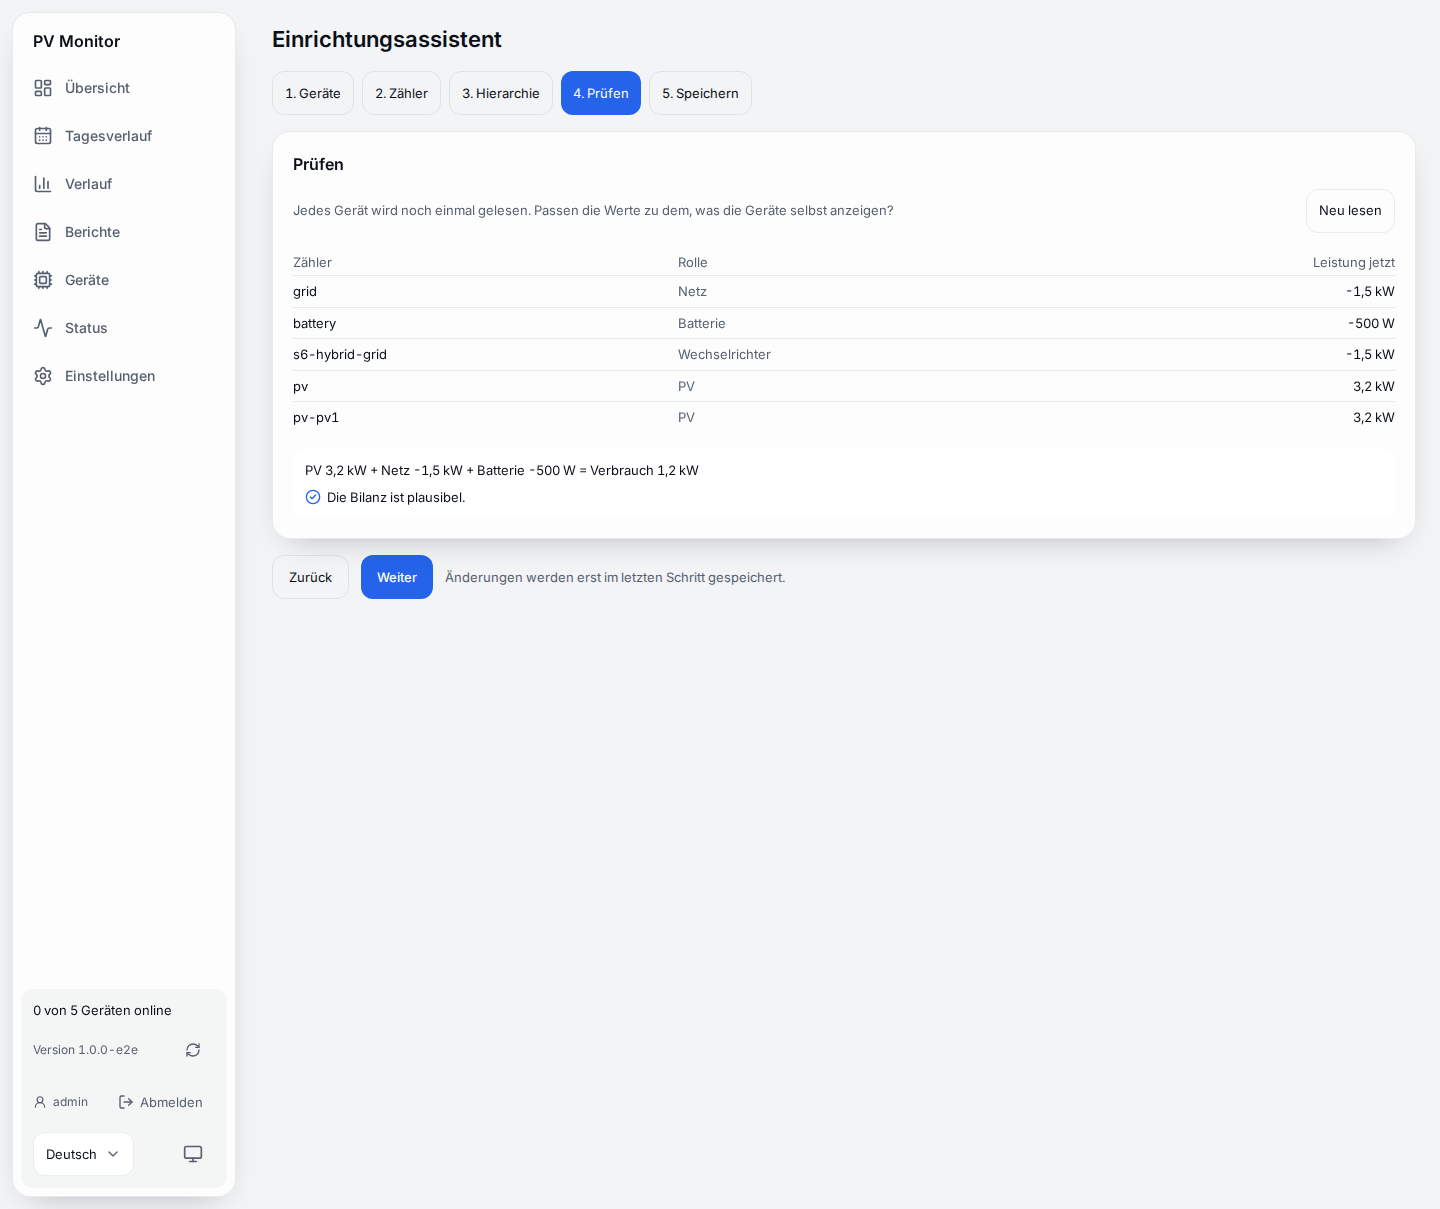 PV Monitor
Übersicht
Tagesverlauf
Verlauf
Berichte
Geräte
Status
Einstellungen
0 von 5 Geräten online
Version 1.0.0-e2e
admin
Abmelden
Deutsch
Einrichtungsassistent
1. Geräte
2. Zähler
3. Hierarchie
4. Prüfen
5. Speichern
Prüfen
Jedes Gerät wird noch einmal gelesen. Passen die Werte zu dem, was die Geräte selbst anzeigen?
Neu lesen
Zähler Rolle Leistung jetzt
grid Netz -1,5 kW
battery Batterie -500 W
s6-hybrid-grid Wechselrichter -1,5 kW
pv PV 3,2 kW
pv-pv1 PV 3,2 kW
PV 3,2 kW + Netz -1,5 kW + Batterie -500 W = Verbrauch 1,2 kW
Die Bilanz ist plausibel.
Zurück
Weiter
Änderungen werden erst im letzten Schritt gespeichert.